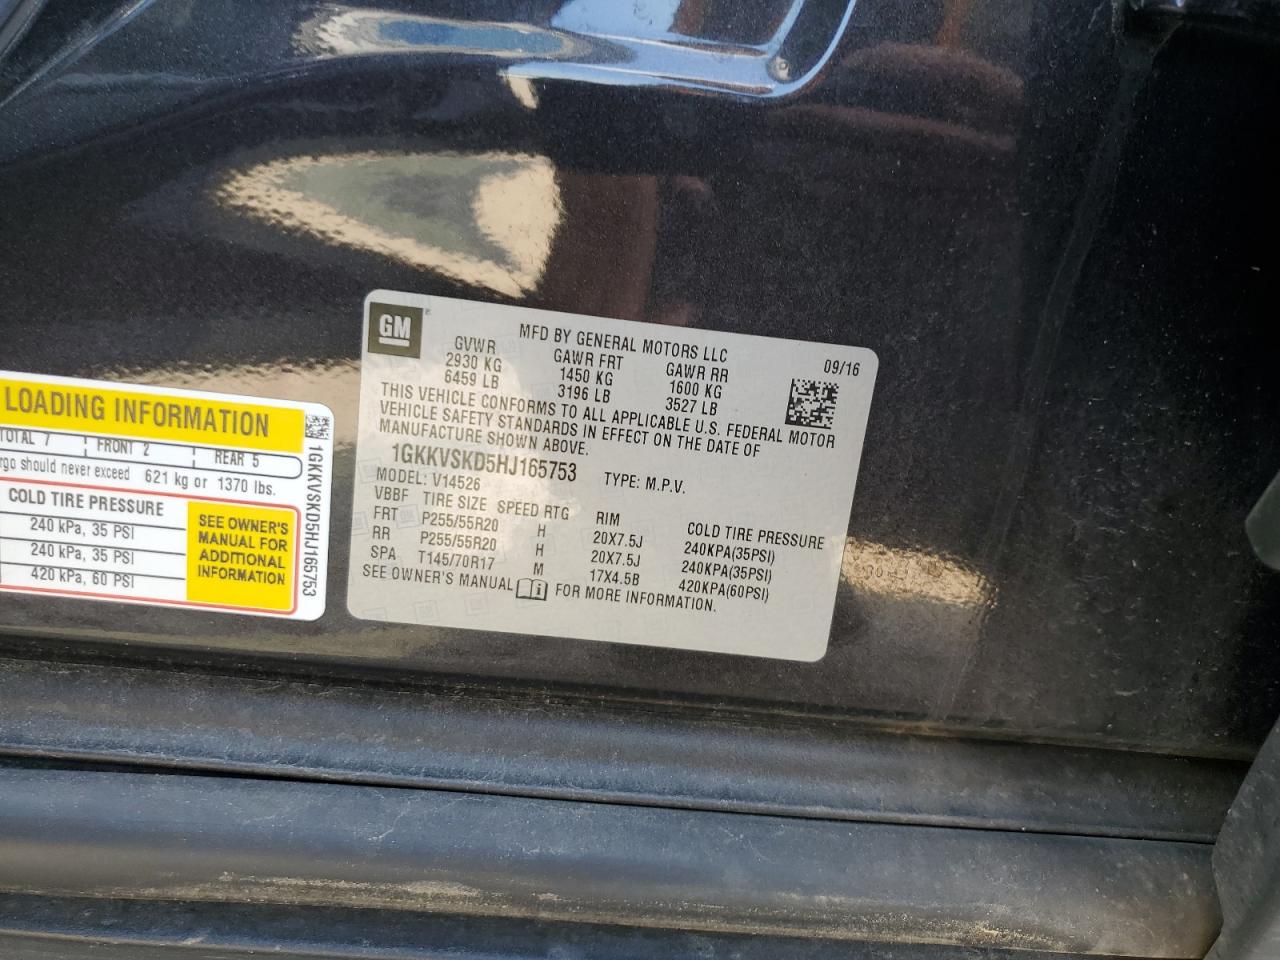 LOADING INFORMATION
TOTAL 7 FRONT 2 REAR 5
should never exceed 621 kg or 1370 lbs.
COLD TIRE PRESSURE
240 kPa, 35 PSI
240 kPa, 35 PSI
420 kPa, 60 PSI
SEE OWNER'S
MANUAL FOR
ADDITIONAL
INFORMATION
1GKKVSKD5HJ165753
GM
MFD BY GENERAL MOTORS LLC
09/16
GVWR GAWR FRT GAWR RR
2930 KG 1450 KG 1600 KG
6459 LB 3196 LB 3527 LB
THIS VEHICLE CONFORMS TO ALL APPLICABLE U.S. FEDERAL MOTOR
VEHICLE SAFETY STANDARDS IN EFFECT ON THE DATE OF
MANUFACTURE SHOWN ABOVE.
1GKKVSKD5HJ165753 TYPE: M.P.V.
MODEL: V14526
VBBF TIRE SIZE SPEED RTG RIM COLD TIRE PRESSURE
FRT P255/55R20 H 20X7.5J 240KPA(35PSI)
RR P255/55R20 H 20X7.5J 240KPA(35PSI)
SPA T145/70R17 M 17X4.5B 420KPA(60PSI)
SEE OWNER'S MANUAL i FOR MORE INFORMATION.